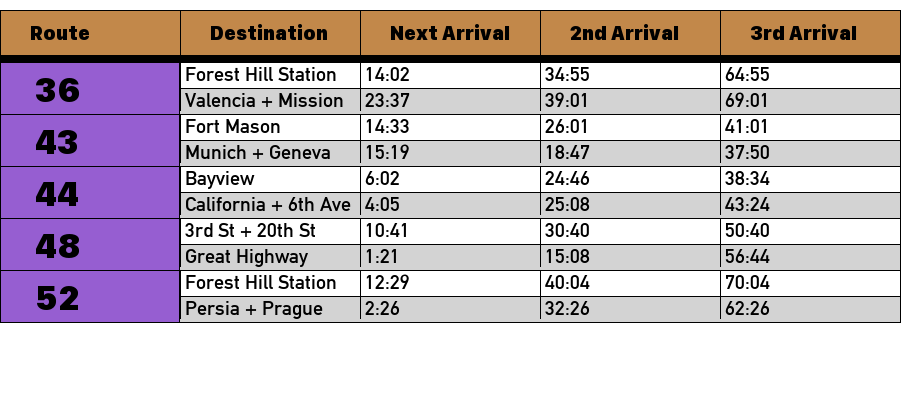 Route Destination Next Arrival 2nd Arrival 3rd Arrival
36 Forest Hill Station 14:02 34:55 64:55
Valencia + Mission 23:37 39:01 69:01
43 Fort Mason 14:33 26:01 41:01
Munich + Geneva 15:19 18:47 37:50
44 Bayview 6:02 24:46 38:34
California + 6th Ave 4:05 25:08 43:24
48 3rd St + 20th St 10:41 30:40 50:40
Great Highway 1:21 15:08 56:44
52 Forest Hill Station 12:29 40:04 70:04
Persia + Prague 2:26 32:26 62:26